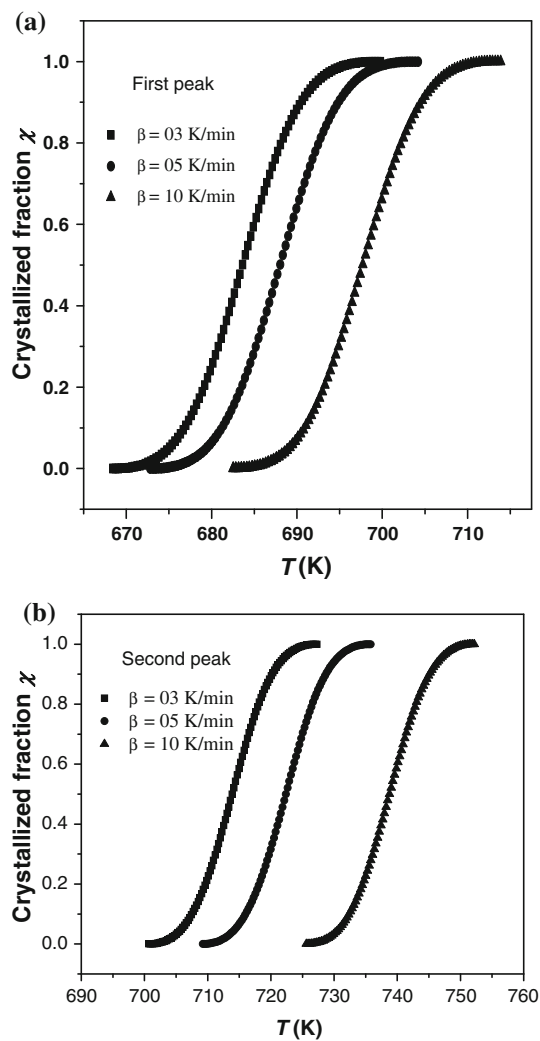 (a)
1.0
0.8
0.6
0.4
0.2
0.0
Crystallized fraction χ
First peak
β = 03 K/min
β = 05 K/min
β = 10 K/min
670 680 690 700 710
T (K)
(b)
1.0
0.8
0.6
0.4
0.2
0.0
Crystallized fraction χ
Second peak
β = 03 K/min
β = 05 K/min
β = 10 K/min
690 700 710 720 730 740 750 760
T (K)